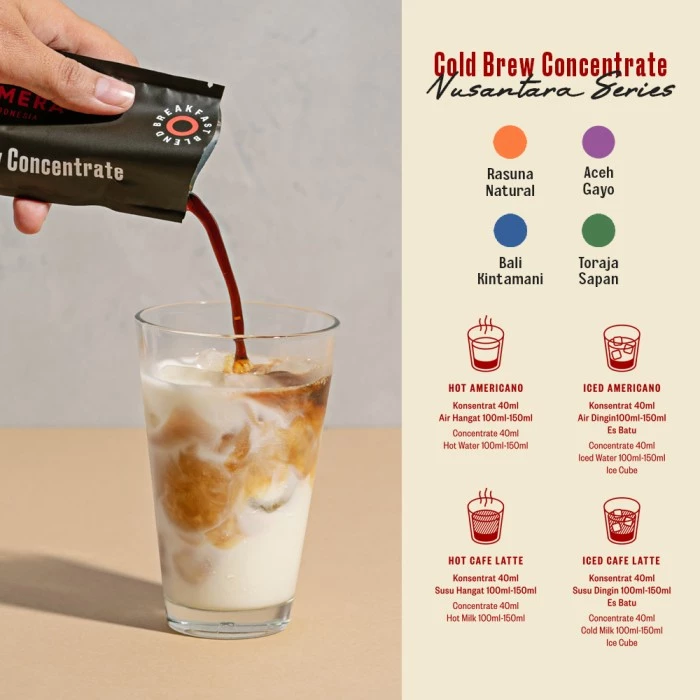 BREAKFAST BLEND
Concentrate
Cold Brew Concentrate
Nusantara Series
Rasuna
Natural
Aceh
Gayo
Bali
Kintamani
Toraja
Sapan
HOT AMERICANO
Konsentrat 40ml
Air Hangat 100ml-150ml
Concentrate 40ml
Hot Water 100ml-150ml
ICED AMERICANO
Konsentrat 40ml
Air Dingin100ml-150ml
Es Batu
Concentrate 40ml
Iced Water 100ml-150ml
Ice Cube
HOT CAFE LATTE
Konsentrat 40ml
Susu Hangat 100ml-150ml
Concentrate 40ml
Hot Milk 100ml-150ml
ICED CAFE LATTE
Konsentrat 40ml
Susu Dingin 100ml-150ml
Es Batu
Concentrate 40ml
Cold Milk 100ml-150ml
Ice Cube